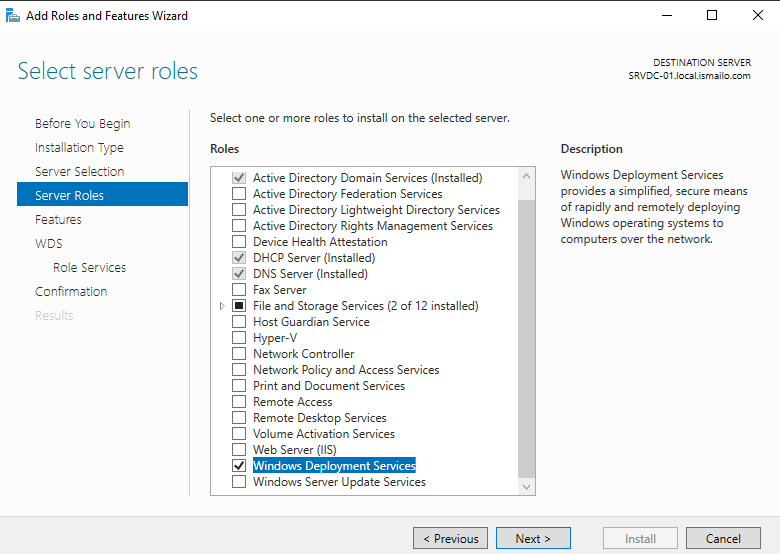 Add Roles and Features Wizard
Select server roles
DESTINATION SERVER
SRVDC-01.local.ismailo.com
Before You Begin
Installation Type
Server Selection
Server Roles
Features
WDS
Role Services
Confirmation
Results
Select one or more roles to install on the selected server.
Roles
Active Directory Domain Services (Installed)
Active Directory Federation Services
Active Directory Lightweight Directory Services
Active Directory Rights Management Services
Device Health Attestation
DHCP Server (Installed)
DNS Server (Installed)
Fax Server
File and Storage Services (2 of 12 installed)
Host Guardian Service
Hyper-V
Network Controller
Network Policy and Access Services
Print and Document Services
Remote Access
Remote Desktop Services
Volume Activation Services
Web Server (IIS)
Windows Deployment Services
Windows Server Update Services
Description
Windows Deployment Services
provides a simplified, secure means
of rapidly and remotely deploying
Windows operating systems to
computers over the network.
< Previous
Next >
Install
Cancel